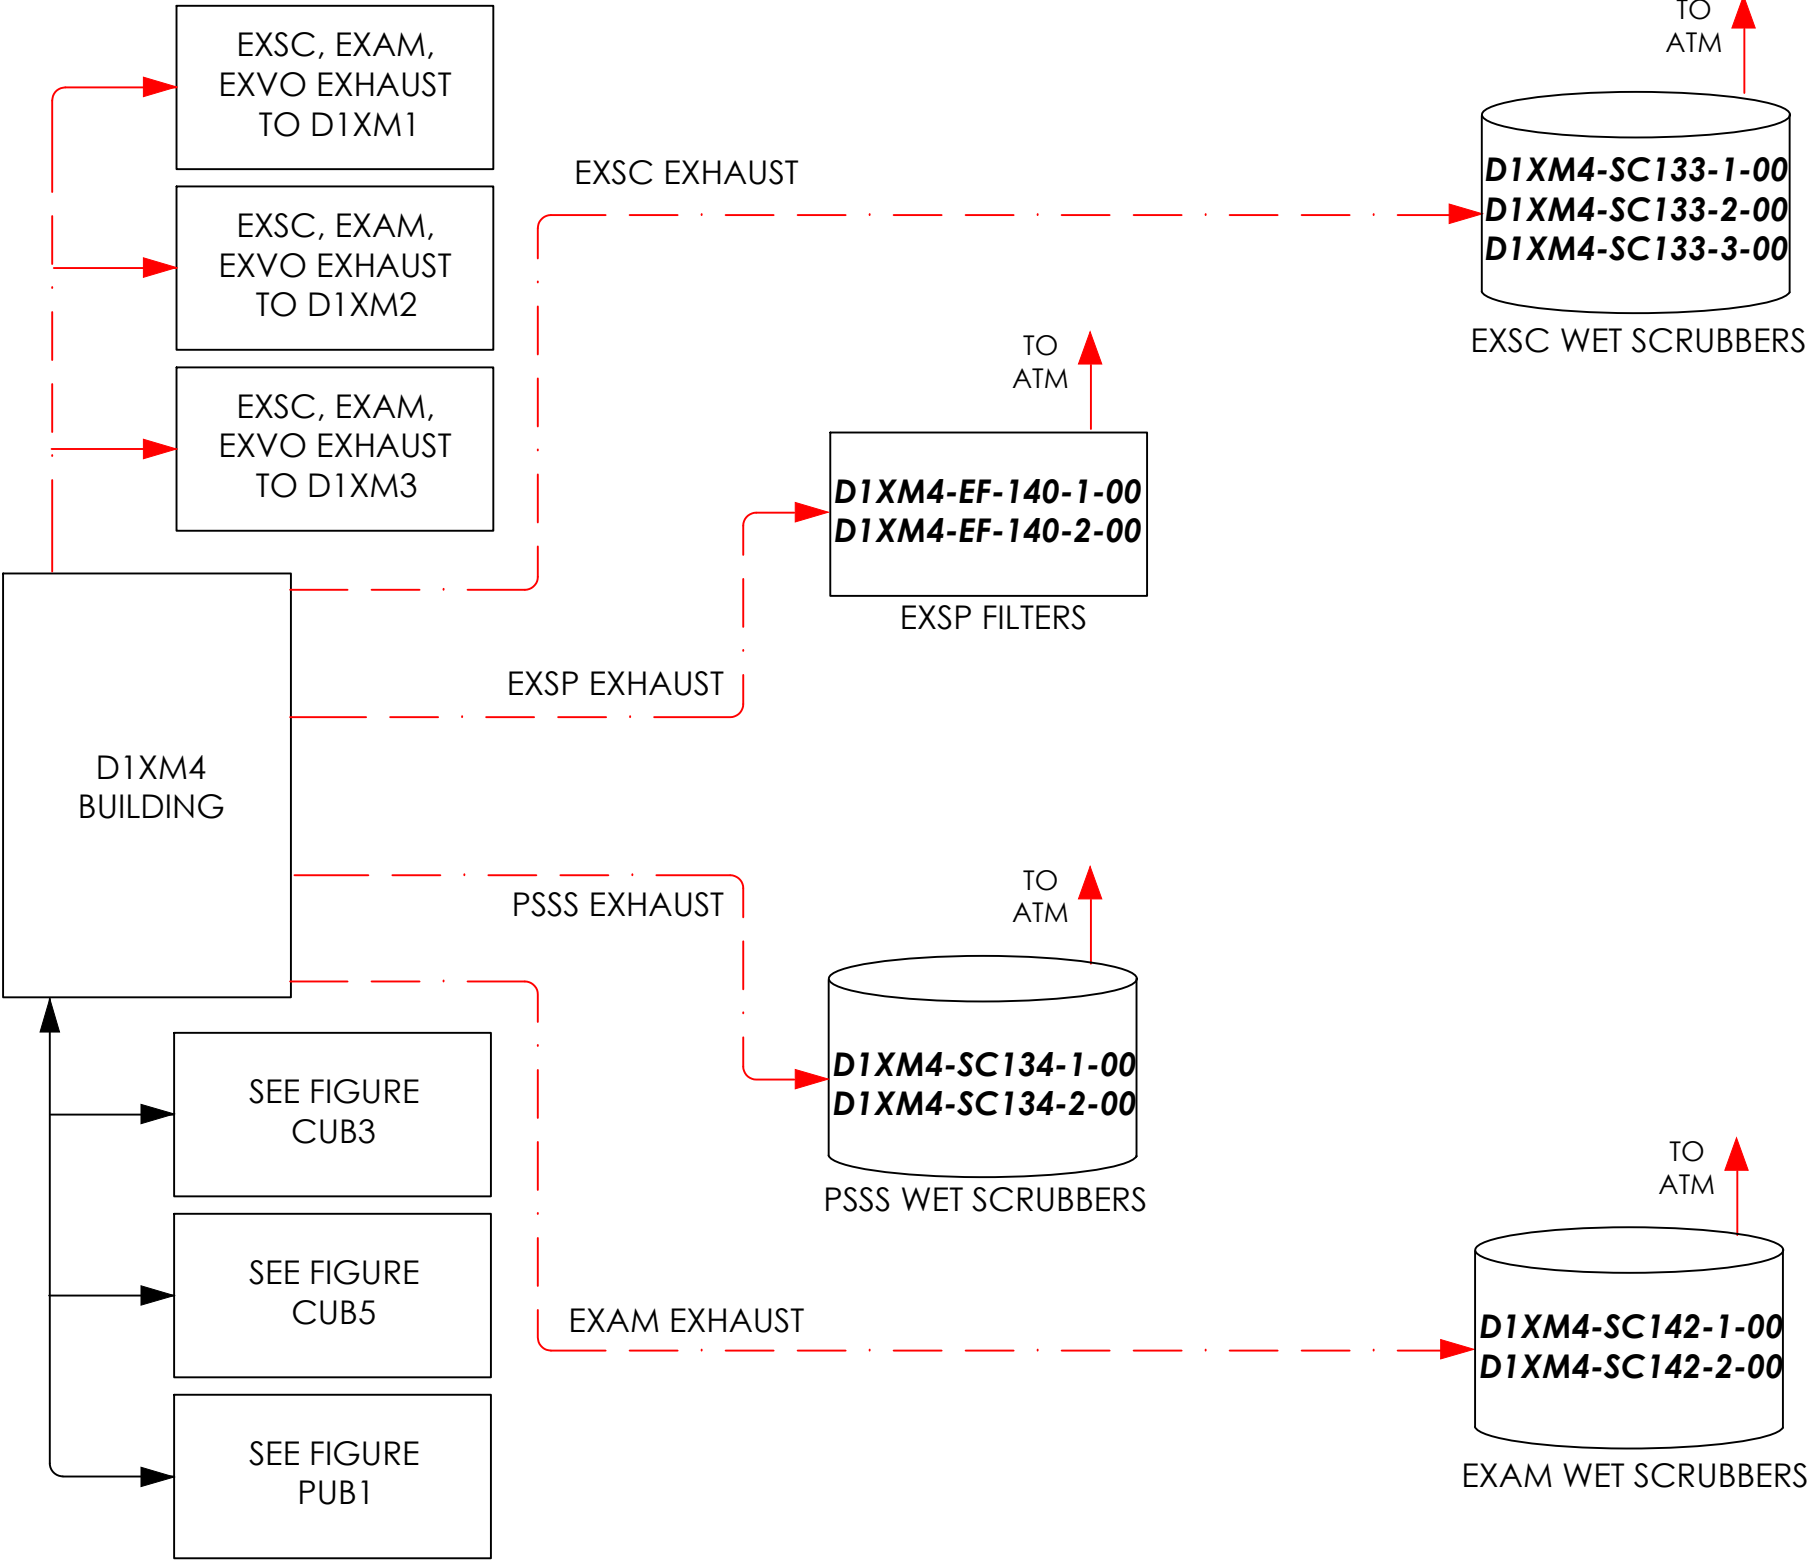 TO
ATM
EXSC, EXAM,
EXVO EXHAUST
TO D1XM1
EXSC EXHAUST
D1XM4-SC133-1-00
D1XM4-SC133-2-00
D1XM4-SC133-3-00
EXSC WET SCRUBBERS
EXSC, EXAM,
EXVO EXHAUST
TO D1XM2
TO
ATM
EXSC, EXAM,
EXVO EXHAUST
TO D1XM3
D1XM4-EF-140-1-00
D1XM4-EF-140-2-00
EXSP FILTERS
EXSP EXHAUST
D1XM4
BUILDING
PSSS EXHAUST
TO
ATM
D1XM4-SC134-1-00
D1XM4-SC134-2-00
PSSS WET SCRUBBERS
SEE FIGURE
CUB3
SEE FIGURE
CUB5
EXAM EXHAUST
TO
ATM
D1XM4-SC142-1-00
D1XM4-SC142-2-00
EXAM WET SCRUBBERS
SEE FIGURE
PUB1